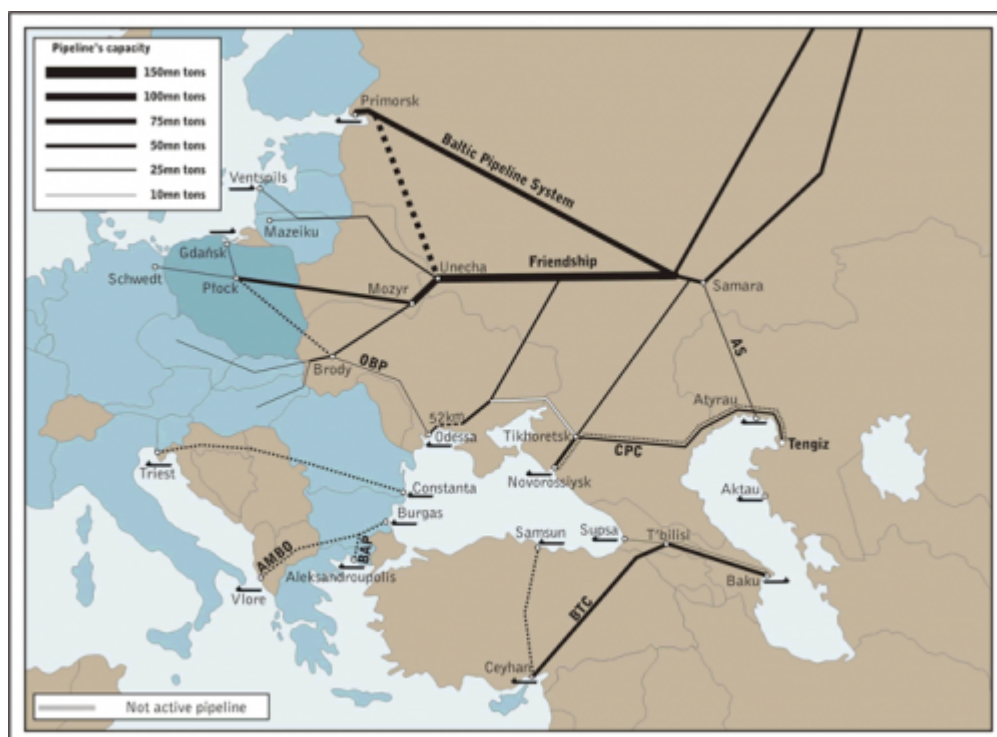 Pipeline's capacity
150mn tons
100mn tons
75mn tons
50mn tons
25mn tons
10mn tons
Primorsk
Baltic Pipeline System
Ventspils
Mazeiku
Gdańsk
Schwedt
Płock
Unecha
Friendship
Mozyr
Samara
AS
Brody
OBP
52km
Odessa
Atyrau
Tikhoretsk
CPC
Tengiz
Triest
Novorossiysk
Constanta
Aktau
Burgas
Samsun
Supsa
T'bilisi
AMBO
BAP
Aleksandroupolis
Baku
Vlore
BTC
Ceyhan
Not active pipeline